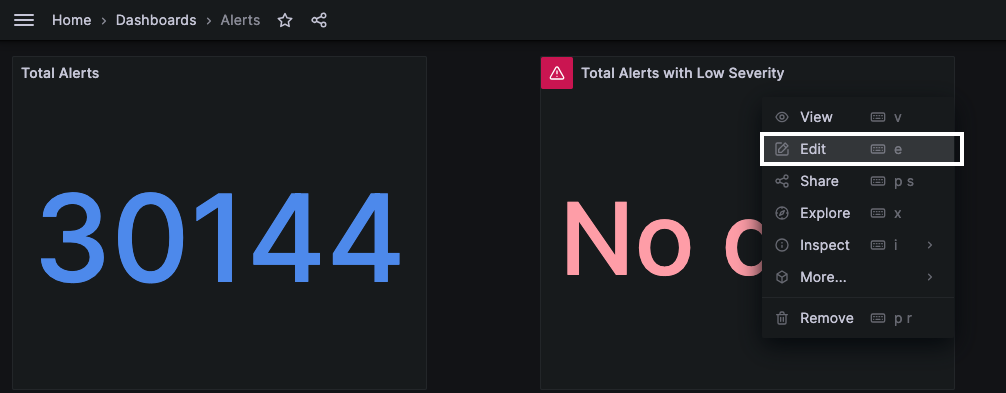 Home › Dashboards › Alerts
Total Alerts
30144
Total Alerts with Low Severity
No
View v
Edit e
Share p s
Explore x
Inspect i
More...
Remove p r